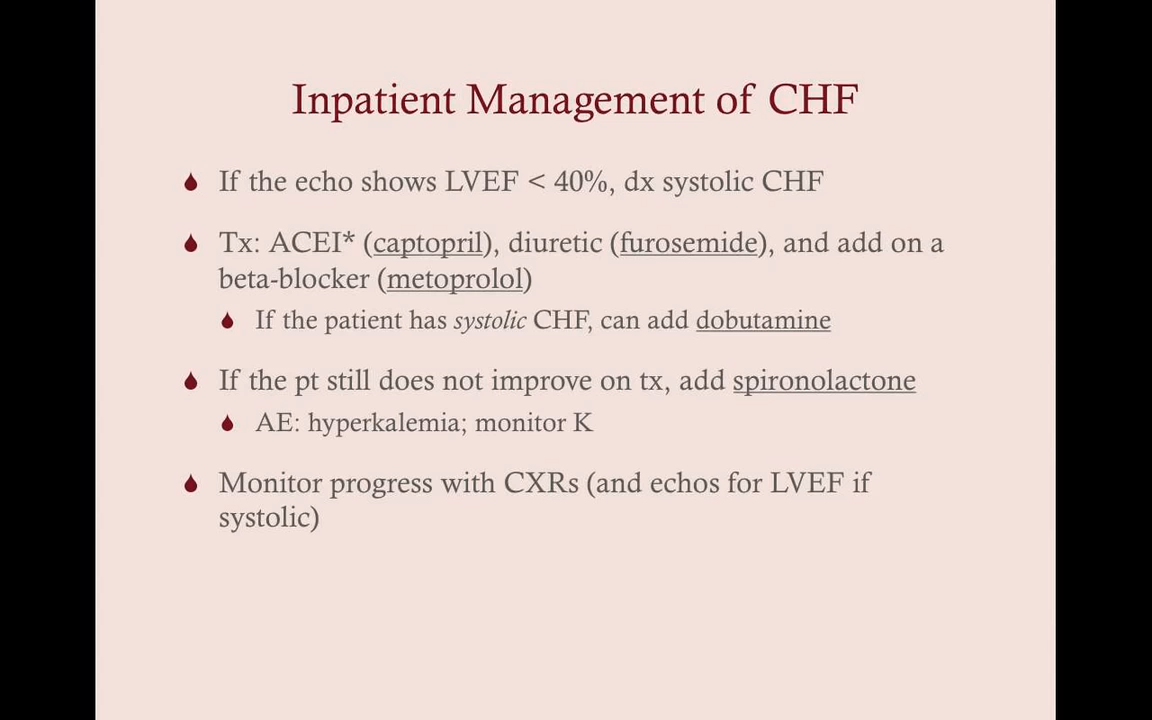 Inpatient Management of CHF
If the echo shows LVEF < 40%, dx systolic CHF
Tx: ACEI* (captopril), diuretic (furosemide), and add on a
beta-blocker (metoprolol)
If the patient has systolic CHF, can add dobutamine
If the pt still does not improve on tx, add spironolactone
AE: hyperkalemia; monitor K
Monitor progress with CXRs (and echos for LVEF if
systolic)